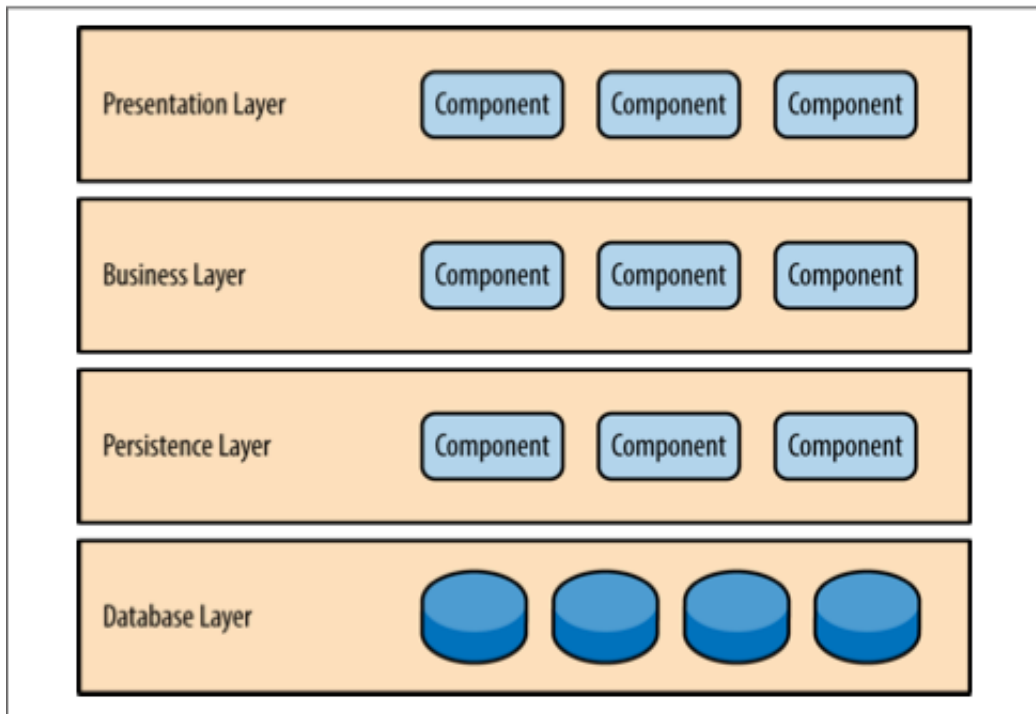 Presentation Layer Component Component Component
Business Layer Component Component Component
Persistence Layer Component Component Component
Database Layer